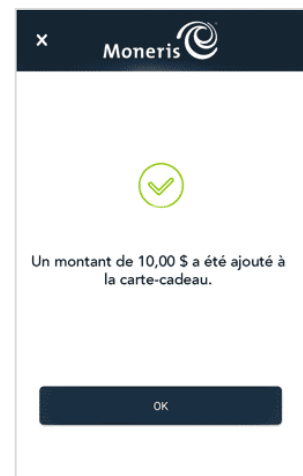 × Moneris
Un montant de 10,00 $ a été ajouté à
la carte-cadeau.
OK